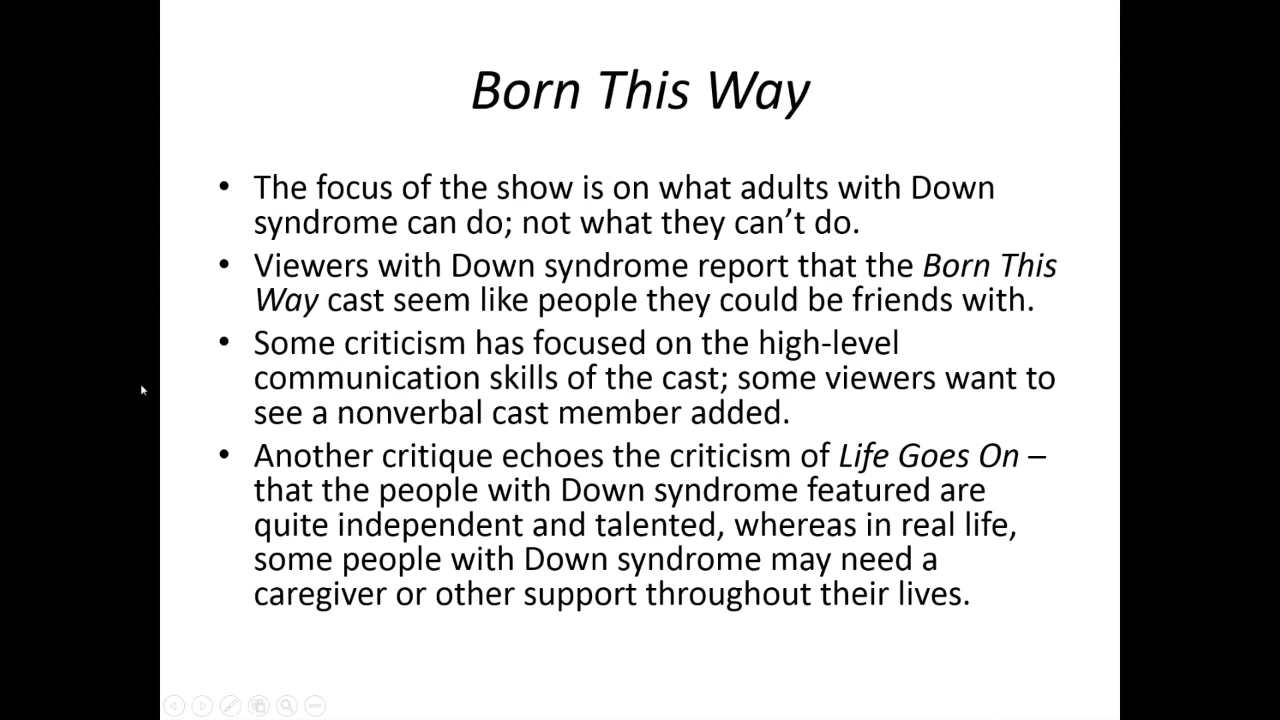 Born This Way
• The focus of the show is on what adults with Down
syndrome can do; not what they can’t do.
• Viewers with Down syndrome report that the Born This
Way cast seem like people they could be friends with.
• Some criticism has focused on the high-level
communication skills of the cast; some viewers want to
see a nonverbal cast member added.
• Another critique echoes the criticism of Life Goes On –
that the people with Down syndrome featured are
quite independent and talented, whereas in real life,
some people with Down syndrome may need a
caregiver or other support throughout their lives.